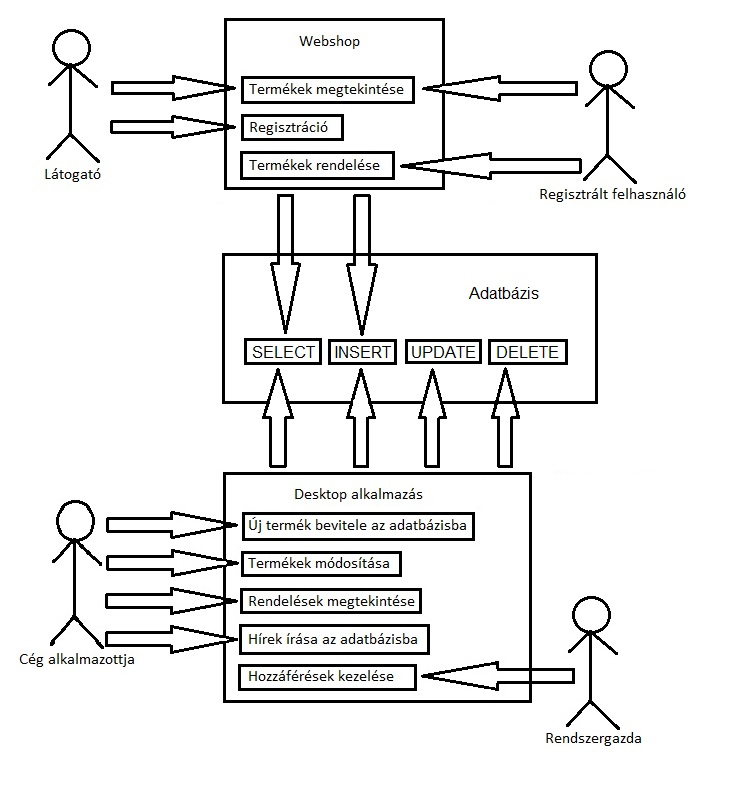 Webshop
Termékek megtekintése
Regisztráció
Termékek rendelése
Látogató
Regisztrált felhasználó
Adatbázis
SELECT
INSERT
UPDATE
DELETE
Desktop alkalmazás
Új termék bevitele az adatbázisba
Termékek módosítása
Rendelések megtekintése
Hírek írása az adatbázisba
Hozzáférések kezelése
Cég alkalmazottja
Rendszergazda